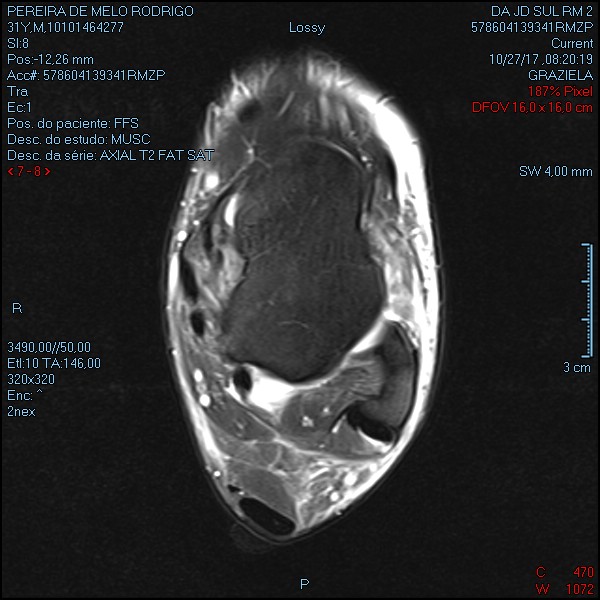 PEREIRA DE MELO RODRIGO
31Y,M,10101464277
Sl:8
Pos:-12,26 mm
Acc#: 578604139341RMZP
Tra
Ec:1
Pos. do paciente: FFS
Desc. do estudo: MUSC
Desc. da série: AXIAL T2 FAT SAT
< 7 - 8 >
Lossy
DA JD SUL RM 2
578604139341RMZP
Current
10/27/17 ,08:20:19
GRAZIELA
187% Pixel
DFOV 16,0 x 16,0 cm
SW 4,00 mm
R
3490,00//50,00
Etl:10 TA:146,00
320x320
Enc: ^
2nex
3 cm
P
C 470
W 1072